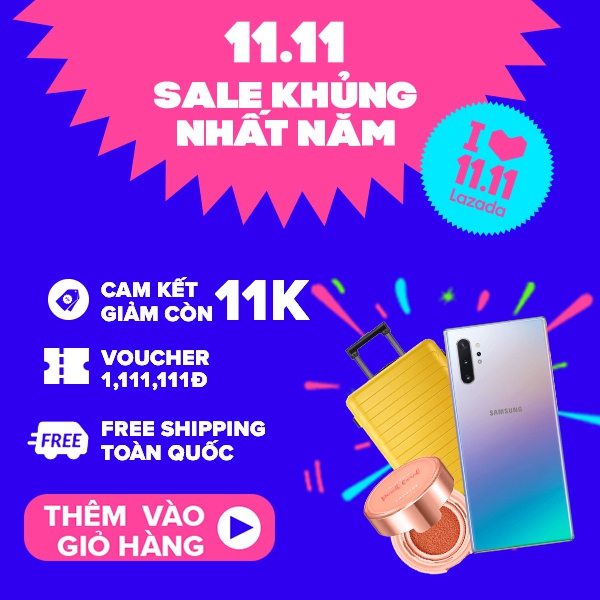 11.11
SALE KHỦNG
NHẤT NĂM
I
11.11
Lazada
CAM KẾT
GIẢM CÒN 11K
VOUCHER
1,111,111Đ
FREE
FREE SHIPPING
TOÀN QUỐC
THÊM VÀO
GIỎ HÀNG
SAMSUNG